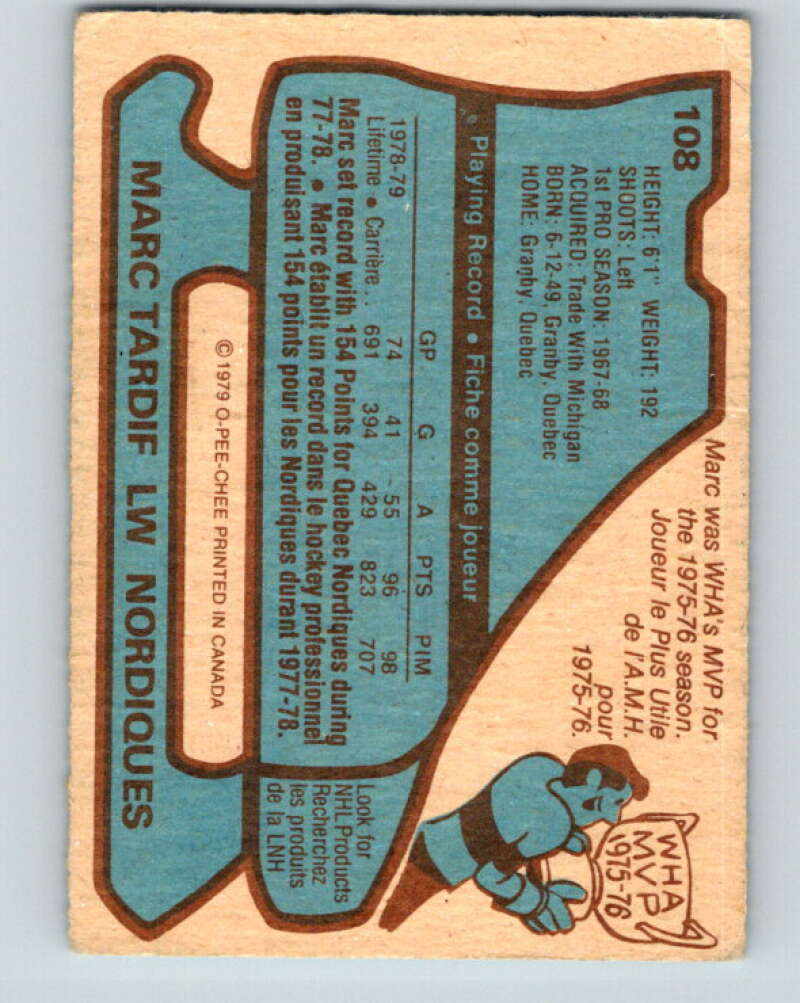 108
HEIGHT: 6'1" WEIGHT: 192
SHOOTS: Left
1st PRO SEASON: 1967-68
ACQUIRED: Trade With Michigan
BORN: 6-12-49, Granby, Quebec
HOME: Granby, Quebec
Marc was WHA's MVP for
the 1975-76 season.
Joueur le Plus Utile
de l'A.M.H.
pour
1975-76.
WHA
MVP
1975-76
Playing Record • Fiche comme joueur
GP G A PTS PIM
1978-79 74 41 55 96 98
Lifetime • Carrière... 691 394 429 823 707
Marc set record with 154 Points for Quebec Nordiques during
77-78. • Marc établit un record dans le hockey professionnel
en produisant 154 points pour les Nordiques durant 1977-78.
Look for
NHL Products
Recherchez
les produits
de la LNH
© 1979 O-PEE-CHEE PRINTED IN CANADA
MARC TARDIF LW NORDIQUES